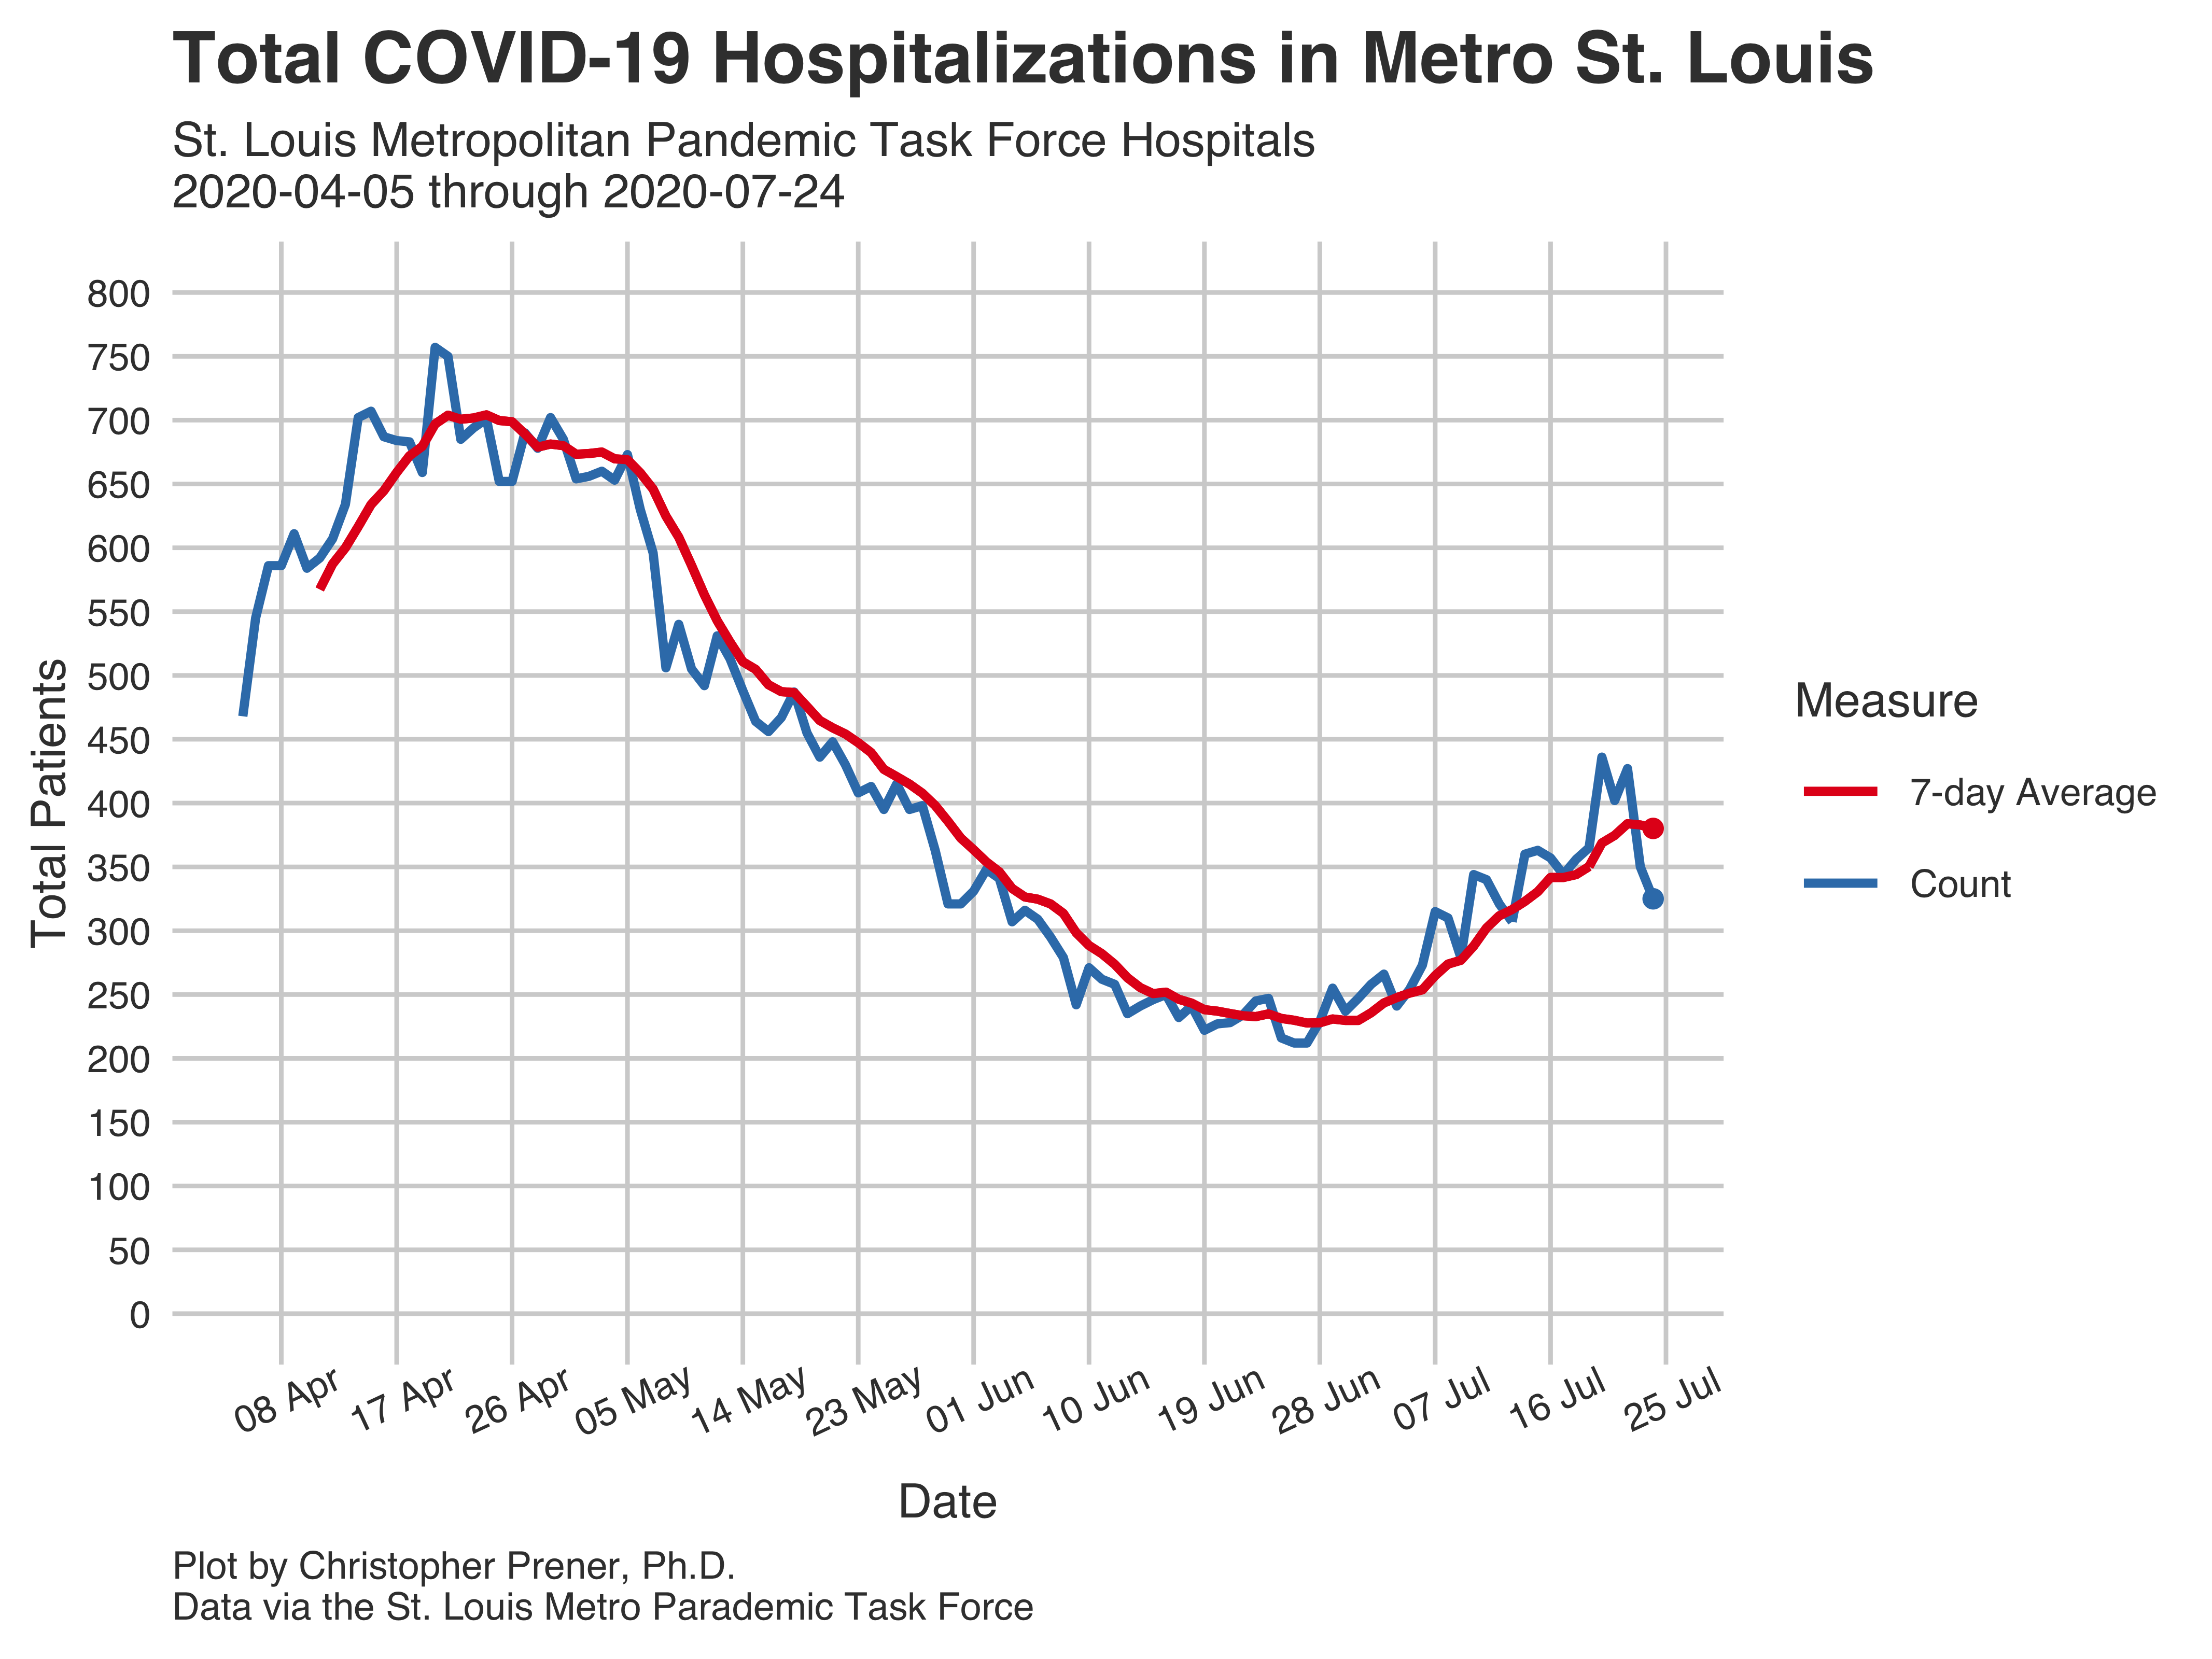 Total COVID-19 Hospitalizations in Metro St. Louis
St. Louis Metropolitan Pandemic Task Force Hospitals
2020-04-05 through 2020-07-24
800
750
700
650
600
550
500
450
400
350
300
250
200
150
100
50
0
Total Patients
08 Apr
17 Apr
26 Apr
05 May
14 May
23 May
01 Jun
10 Jun
19 Jun
28 Jun
07 Jul
16 Jul
25 Jul
Date
Measure
7-day Average
Count
Plot by Christopher Prener, Ph.D.
Data via the St. Louis Metro Parademic Task Force